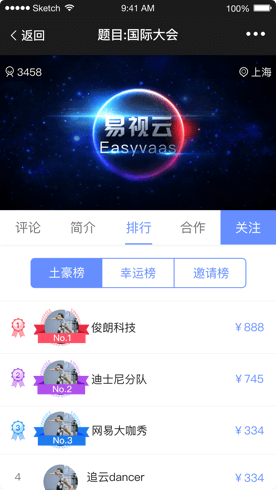 Sketch 9:41 AM 100%
返回 题目:国际大会
3458 上海
易视云
Easyvaas
评论 简介 排行 合作 关注
土豪榜 幸运榜 邀请榜
1 No.1 俊朗科技 ￥888
2 No.2 迪士尼分队 ￥745
3 No.3 网易大咖秀 ￥334
4 追云dancer ￥334